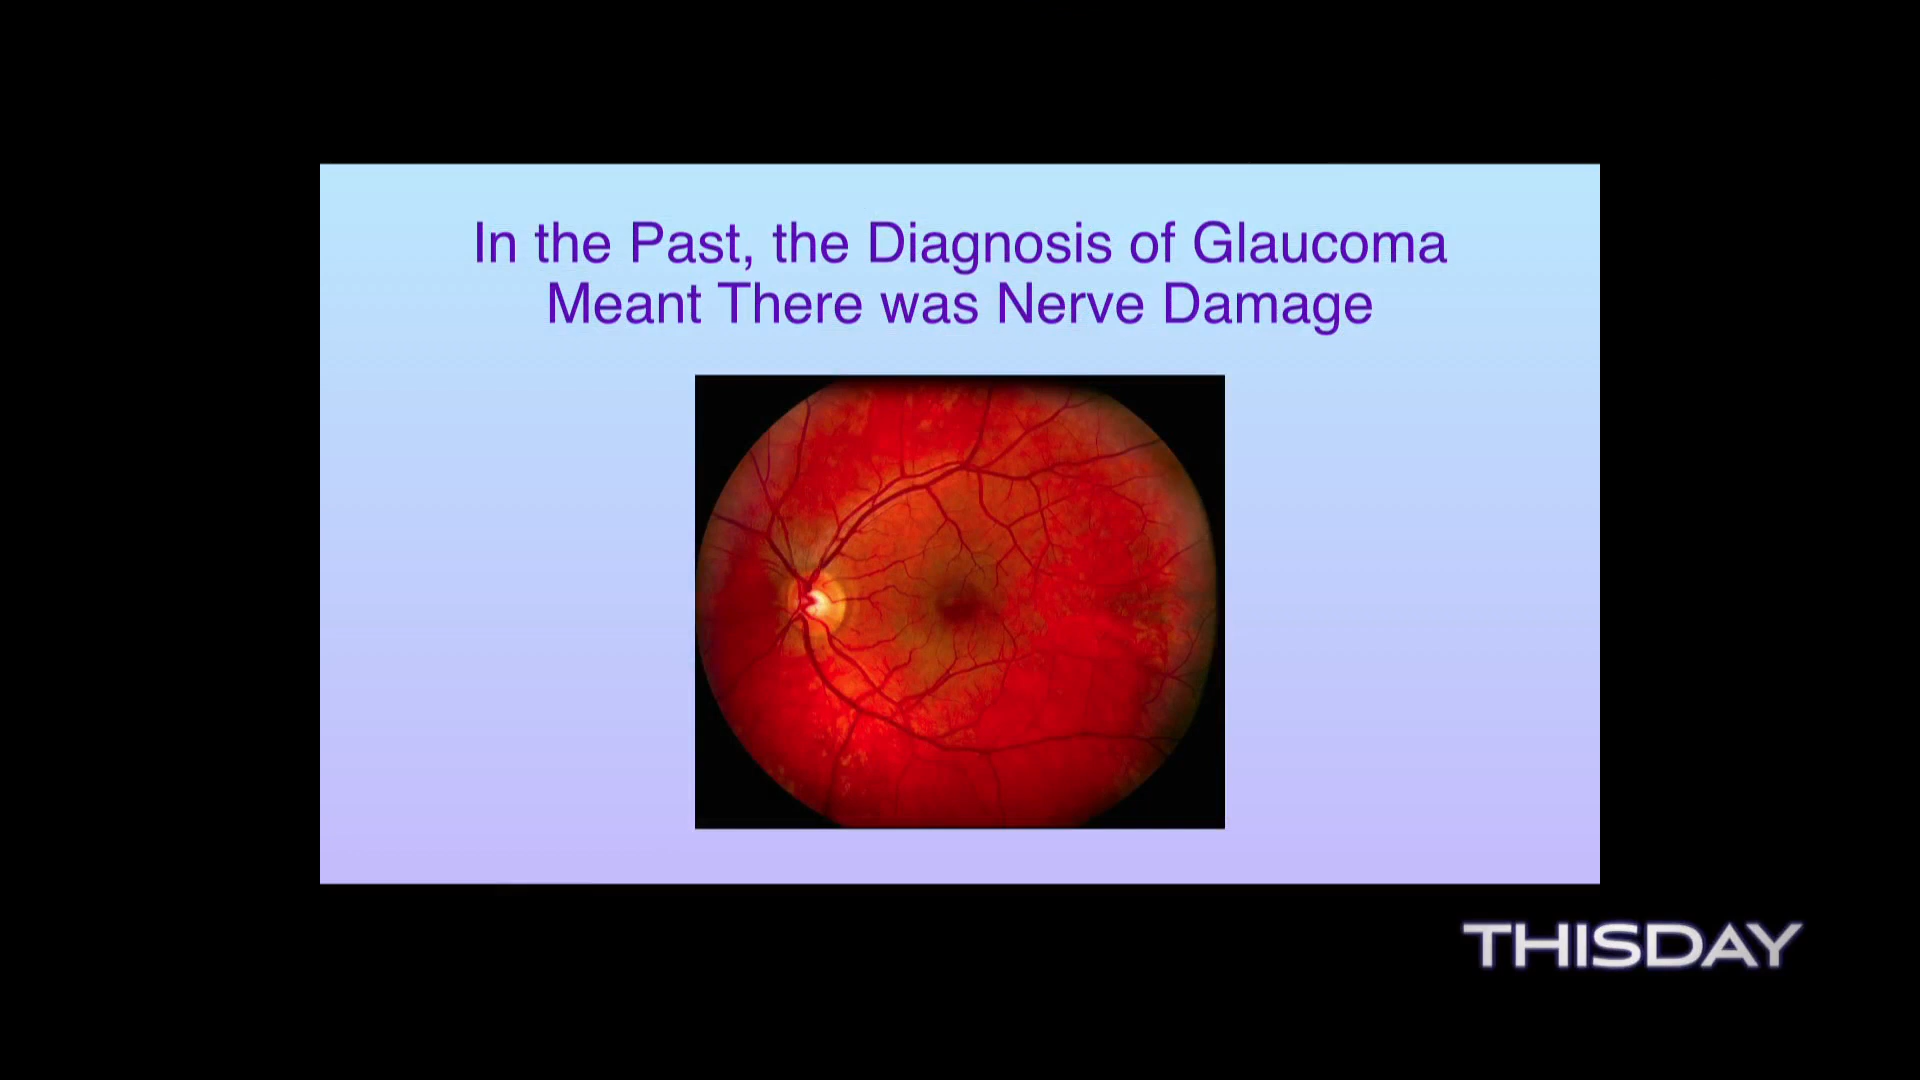 In the Past, the Diagnosis of Glaucoma
Meant There was Nerve Damage
THISDAY